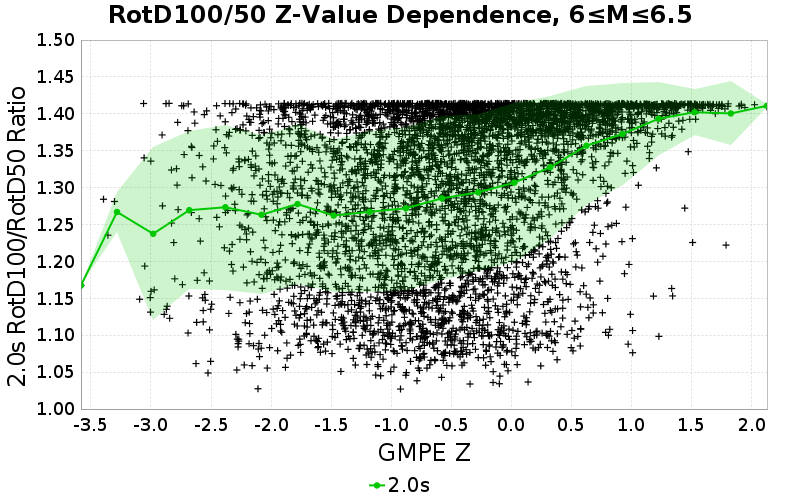 RotD100/50 Z-Value Dependence, 6≤M≤6.5
2.0s RotD100/RotD50 Ratio
1.50
1.45
1.40
1.35
1.30
1.25
1.20
1.15
1.10
1.05
1.00
-3.5 -3.0 -2.5 -2.0 -1.5 -1.0 -0.5 0.0 0.5 1.0 1.5 2.0
GMPE Z
2.0s